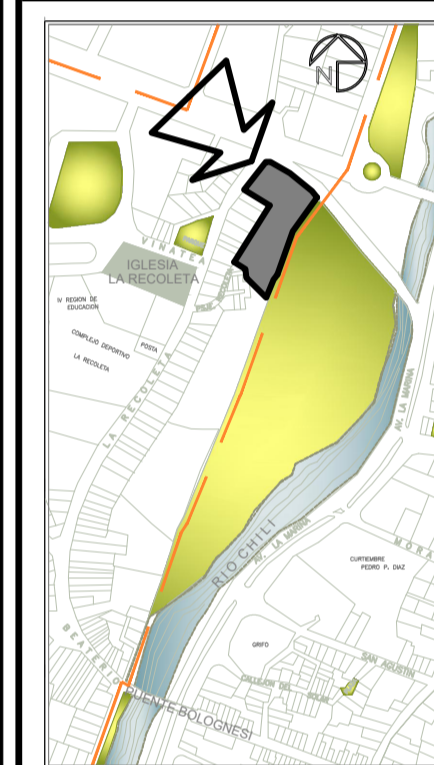 N
VINATEA
IGLESIA
LA RECOLETA
IV REGION DE
EDUCACION
COMPLEJO DEPORTIVO
LA RECOLETA
POSTA
LA RECOLETA
AV. LA MARINA
RIO CHILI
AV. LA MARINA
MORA
CURTIEMBRE
PEDRO P. DIAZ
GRIFO
SAN AGUSTIN
CALLEJON DEL SOLAR
BEATERIO
PUENTE BOLOGNESI